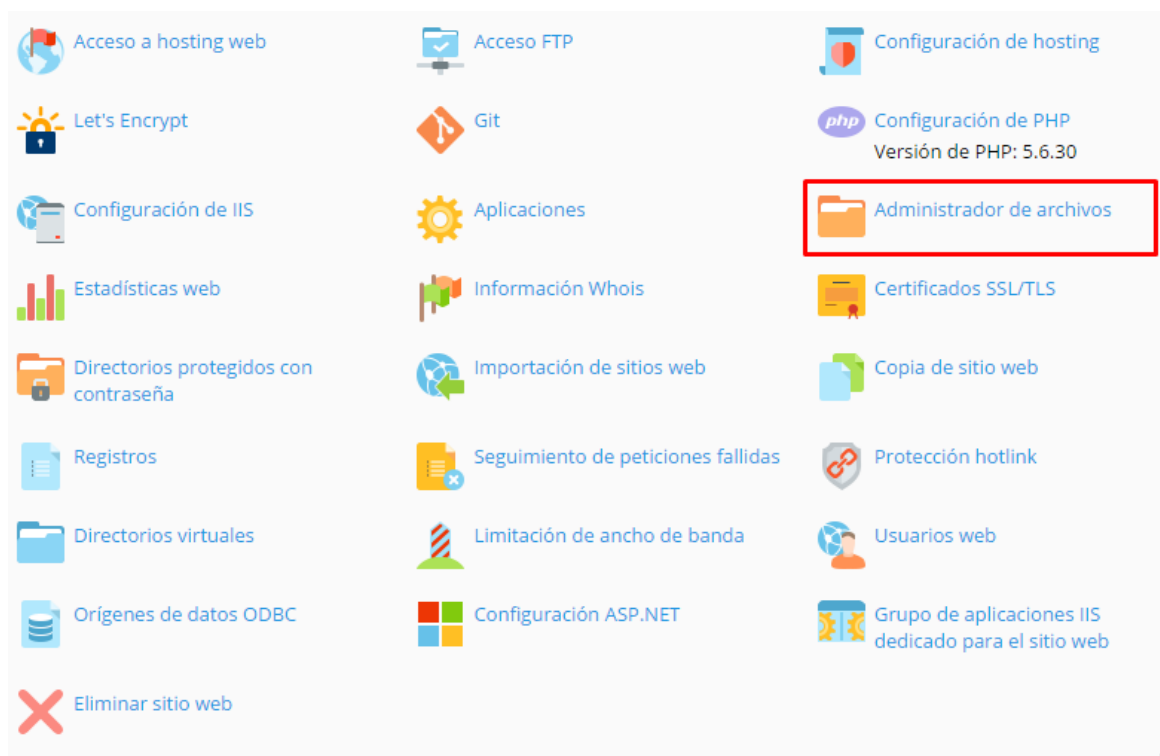 Acceso a hosting web
Acceso FTP
Configuración de hosting
Let's Encrypt
Git
php
Configuración de PHP
Versión de PHP: 5.6.30
Configuración de IIS
Aplicaciones
Administrador de archivos
Estadísticas web
Información Whois
Certificados SSL/TLS
Directorios protegidos con
contraseña
Importación de sitios web
Copia de sitio web
Registros
Seguimiento de peticiones fallidas
Protección hotlink
Directorios virtuales
Limitación de ancho de banda
Usuarios web
Orígenes de datos ODBC
Configuración ASP.NET
Grupo de aplicaciones IIS
dedicado para el sitio web
Eliminar sitio web